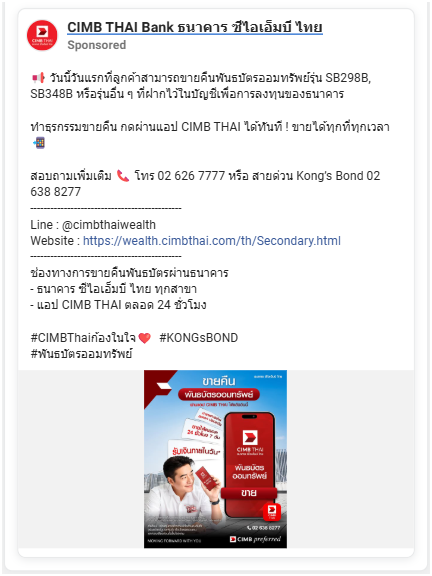 CIMB THAI Bank ธนาคาร ซีไอเอ็มบี ไทย
Sponsored
📢 วันนี้วันแรกที่ลูกค้าสามารถขายคืนพันธบัตรออมทรัพย์รุ่น SB298B,
SB348B หรือรุ่นอื่น ๆ ที่ฝากไว้ในบัญชีเพื่อการลงทุนของธนาคาร
ทำธุรกรรมขายคืน กดผ่านแอป CIMB THAI ได้ทันที ! ขายได้ทุกที่ทุกเวลา
📲
สอบถามเพิ่มเติม 📞 โทร 02 626 7777 หรือ สายด่วน Kong's Bond 02
638 8277
--------------------------------------------
Line : @cimbthaiwealth
Website : https://wealth.cimbthai.com/th/Secondary.html
--------------------------------------------
ช่องทางการขายคืนพันธบัตรผ่านธนาคาร
- ธนาคาร ซีไอเอ็มบี ไทย ทุกสาขา
- แอป CIMB THAI ตลอด 24 ชั่วโมง
#CIMBThaiก้องในใจ❤️ #KONGsBOND
#พันธบัตรออมทรัพย์
ขายคืน
พันธบัตรออมทรัพย์
24 ชั่วโมง 7 วัน
รับเงินภายในวัน*
CIMB THAI
พันธบัตร
ออมทรัพย์
ขาย
CIMB THAI
02 638 8277
MOVING FORWARD WITH YOU
CIMB preferred